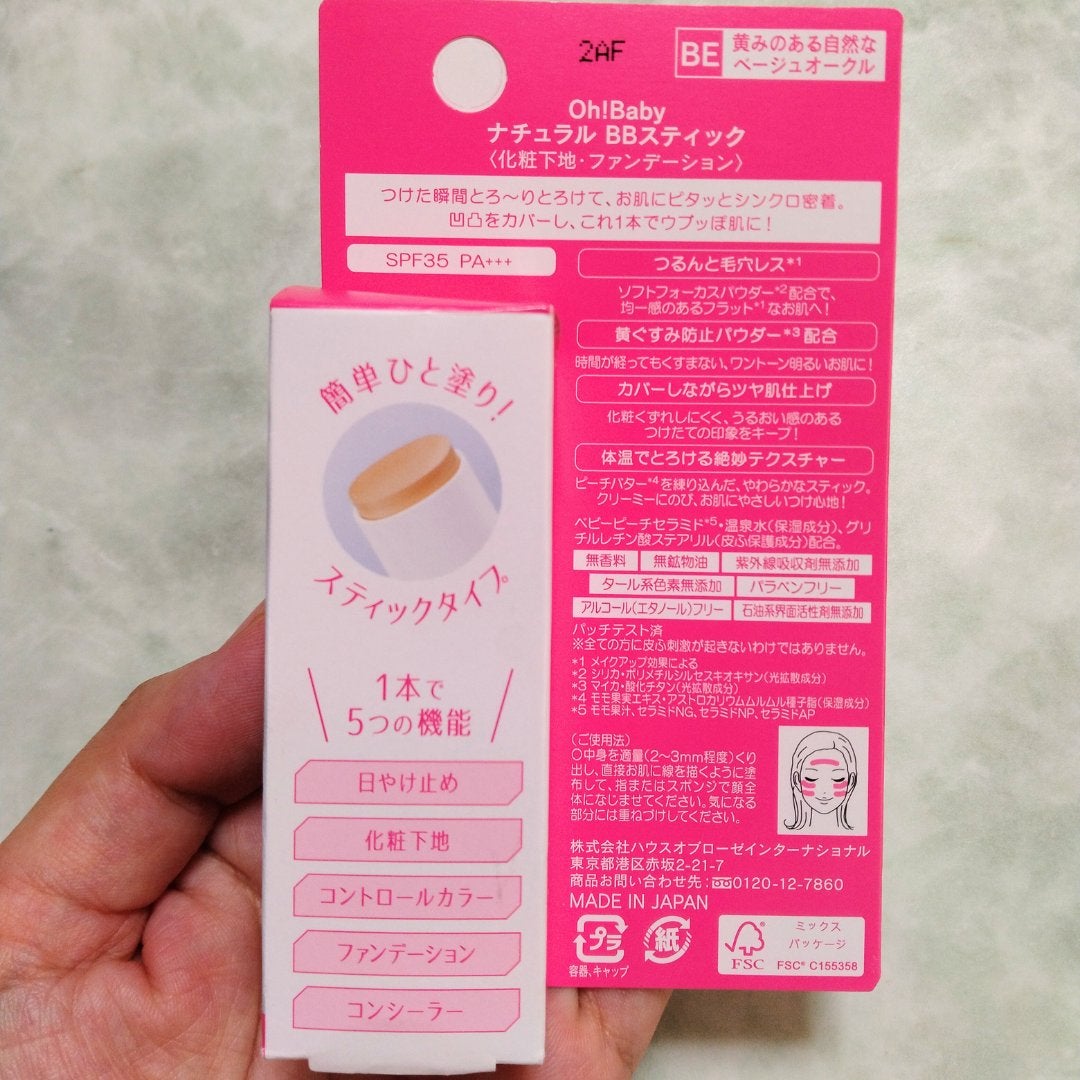 2AF
BE
黄みのある自然な
ベージュオークル
Oh!Baby
ナチュラル BBスティック
〈化粧下地・ファンデーション〉
つけた瞬間とろ〜りとろけて、お肌にピタッとシンクロ密着。
凹凸をカバーし、これ1本でウブっぽ肌に!
SPF35 PA+++
つるんと毛穴レス*1
ソフトフォーカスパウダー*2配合で、
均一感のあるフラット*1なお肌へ!
黄ぐすみ防止パウダー*3配合
時間が経ってもくすまない、ワントーン明るいお肌に!
カバーしながらツヤ肌仕上げ
化粧くずれしにくく、うるおい感のある
つけたての印象をキープ!
体温でとろける絶妙テクスチャー
ピーチバター*4を練り込んだ、やわらかなスティック。
クリーミーにのび、お肌にやさしいつけ心地!
ベビーピーチセラミド*5・温泉水(保湿成分)、グリ
チルレチン酸ステアリル(皮ふ保護成分)配合。
無香料
無鉱物油
紫外線吸収剤無添加
タール系色素無添加
パラベンフリー
アルコール(エタノール)フリー
石油系界面活性剤無添加
パッチテスト済
※全ての方に皮ふ刺激が起きないわけではありません。
*1 メイクアップ効果による
*2 シリカ・ポリメチルシルセスキオキサン(光拡散成分)
*3 マイカ・酸化チタン(光拡散成分)
*4 モモ果実エキス・アストロカリウムムルムル種子脂(保湿成分)
*5 モモ果汁、セラミドNG、セラミドNP、セラミドAP
〈ご使用法〉
〇中身を適量(2〜3mm程度)くり
出し、直接お肌に線を描くように塗
布して、指またはスポンジで顔全
体になじませてください。気になる
部分には重ねづけしてください。
株式会社ハウスオブローゼインターナショナル
東京都港区赤坂2-21-7
商品お問い合わせ先:0120-12-7860
MADE IN JAPAN
プラ
容器、キャップ
紙
FSC
ミックス
パッケージ
FSC® C155358
簡単ひと塗り!
スティックタイプ
1本で
5つの機能
日やけ止め
化粧下地
コントロールカラー
ファンデーション
コンシーラー